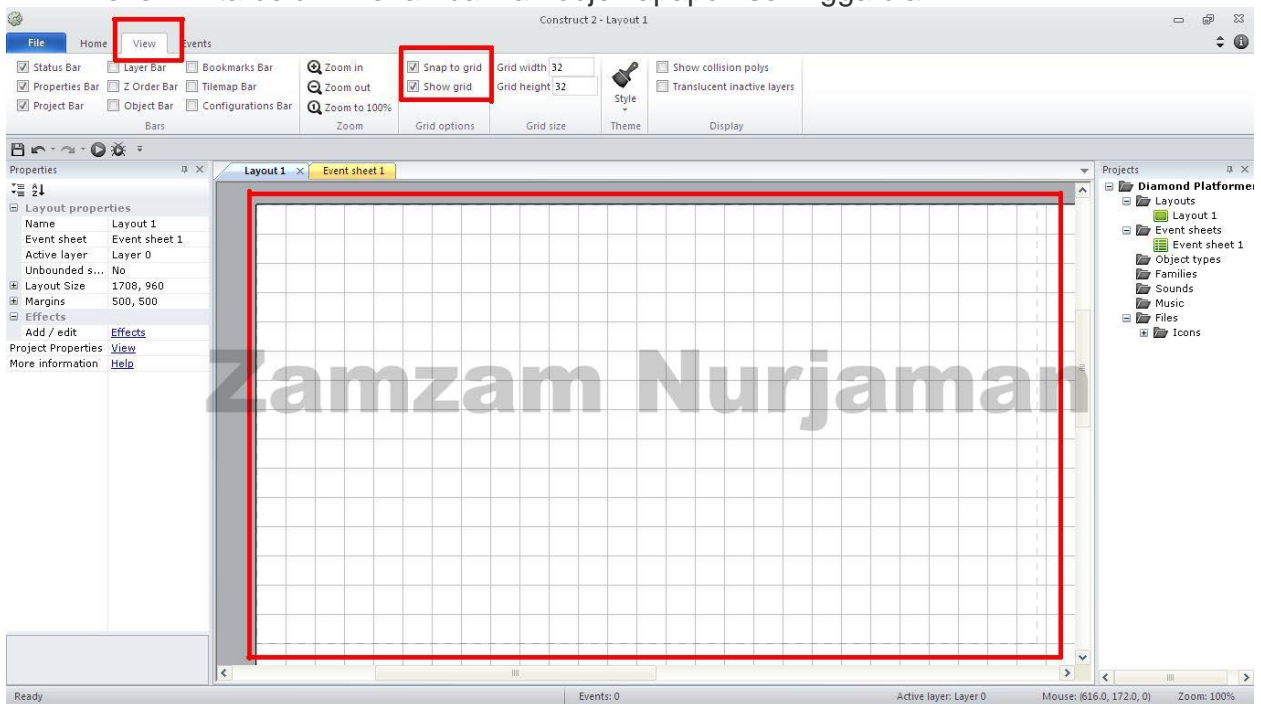 Construct 2 - Layout 1
File Home View Events
Status Bar Layer Bar Bookmarks Bar Zoom in Snap to grid Grid width 32 Show collision polys
Properties Bar Z Order Bar Tilemap Bar Zoom out Show grid Grid height 32 Style Translucent inactive layers
Project Bar Object Bar Configurations Bar Zoom to 100%
Bars Zoom Grid options Grid size Theme Display
Properties Layout 1 Event sheet 1 Projects
Layout properties
Name Layout 1
Event sheet Event sheet 1
Active layer Layer 0
Unbounded s... No
Layout Size 1708, 960
Margins 500, 500
Effects
Add / edit Effects
Project Properties View
More information Help
Zamzam Nurjaman
Diamond Platformer
Layouts
Layout 1
Event sheets
Event sheet 1
Object types
Families
Sounds
Music
Files
Icons
Ready Events: 0 Active layer: Layer 0 Mouse: (616.0, 172.0, 0) Zoom: 100%